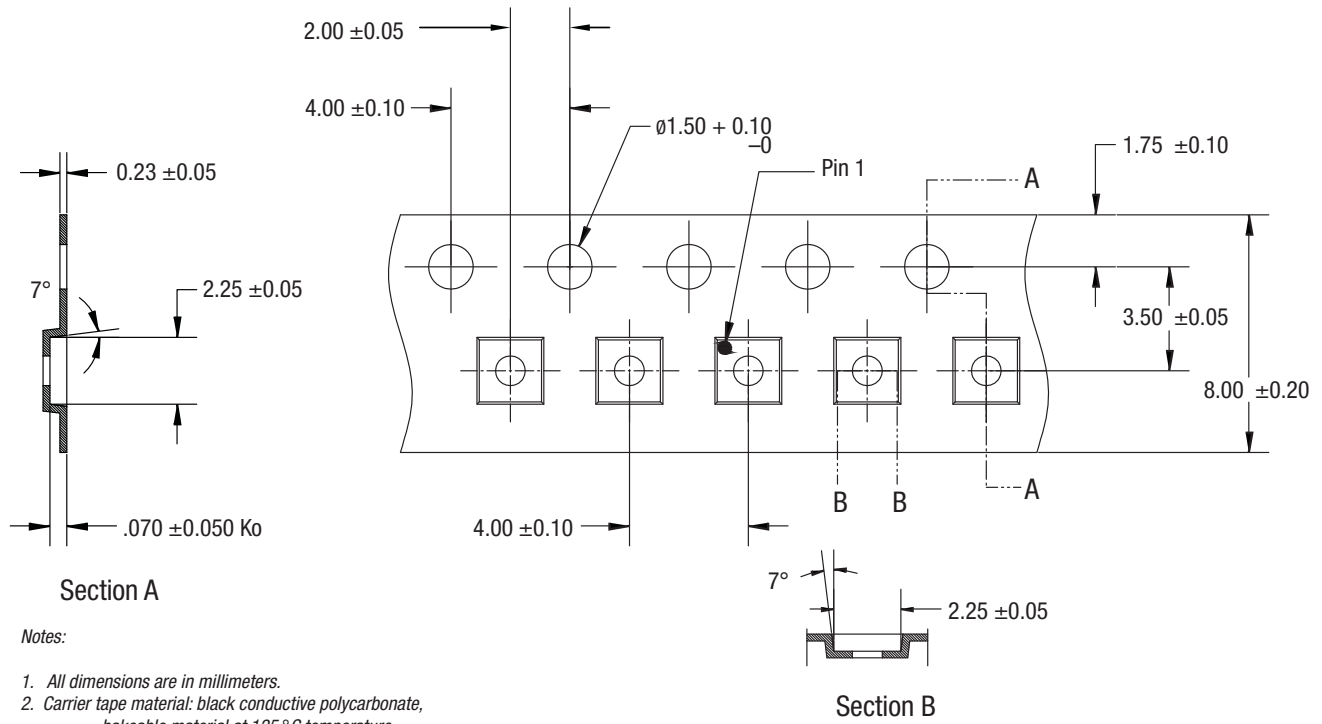 2.00 ±0.05
4.00 ±0.10
ø1.50 + 0.10
–0
Pin 1
1.75 ±0.10
0.23 ±0.05
A
7°
2.25 ±0.05
3.50 ±0.05
8.00 ±0.20
B B
A
.070 ±0.050 Ko
4.00 ±0.10
Section A
7°
2.25 ±0.05
Section B
Notes:
1. All dimensions are in millimeters.
2. Carrier tape material: black conductive polycarbonate,